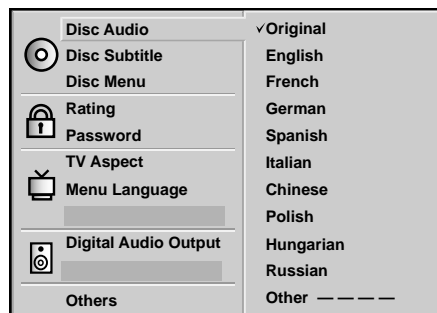 Disc Audio
Disc Subtitle
Disc Menu
Rating
Password
TV Aspect
Menu Language
Digital Audio Output
Others
✓Original
English
French
German
Spanish
Italian
Chinese
Polish
Hungarian
Russian
Other — — — —